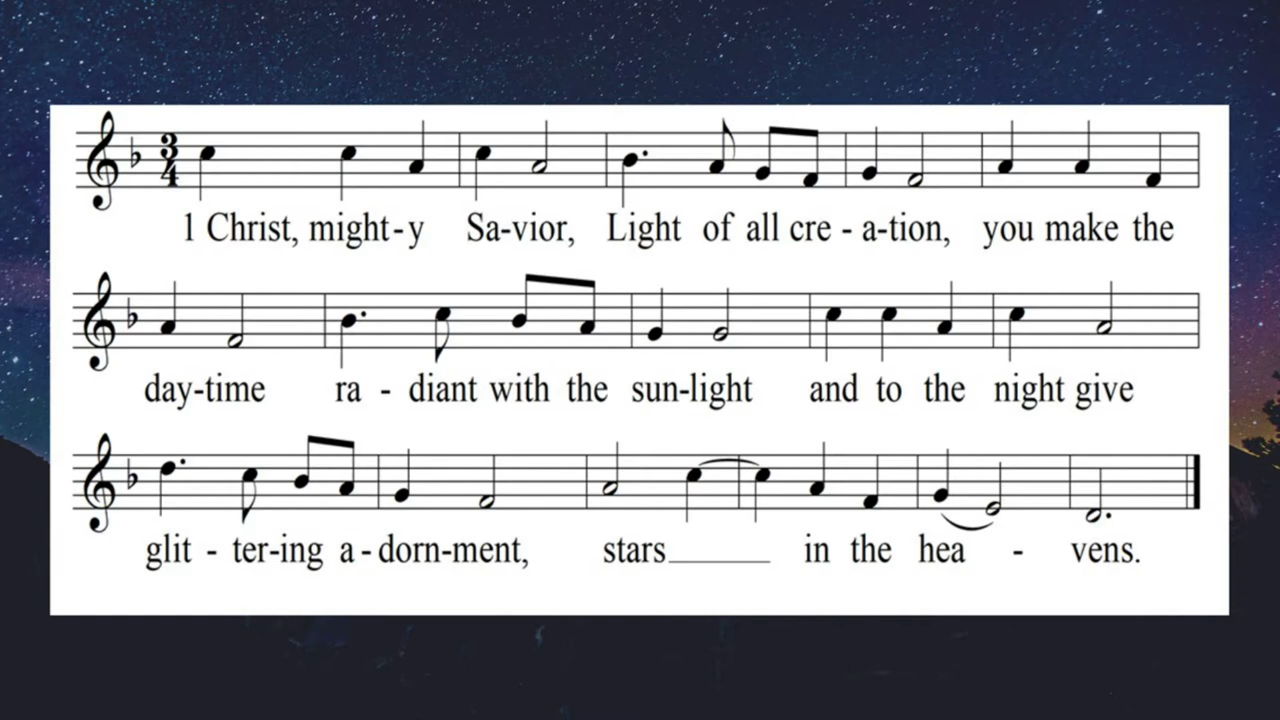 1 Christ, might-y Sa-vior, Light of all cre - a-tion, you make the
day-time ra - diant with the sun-light and to the night give
glit - ter-ing a - dorn-ment, stars____ in the hea - vens.